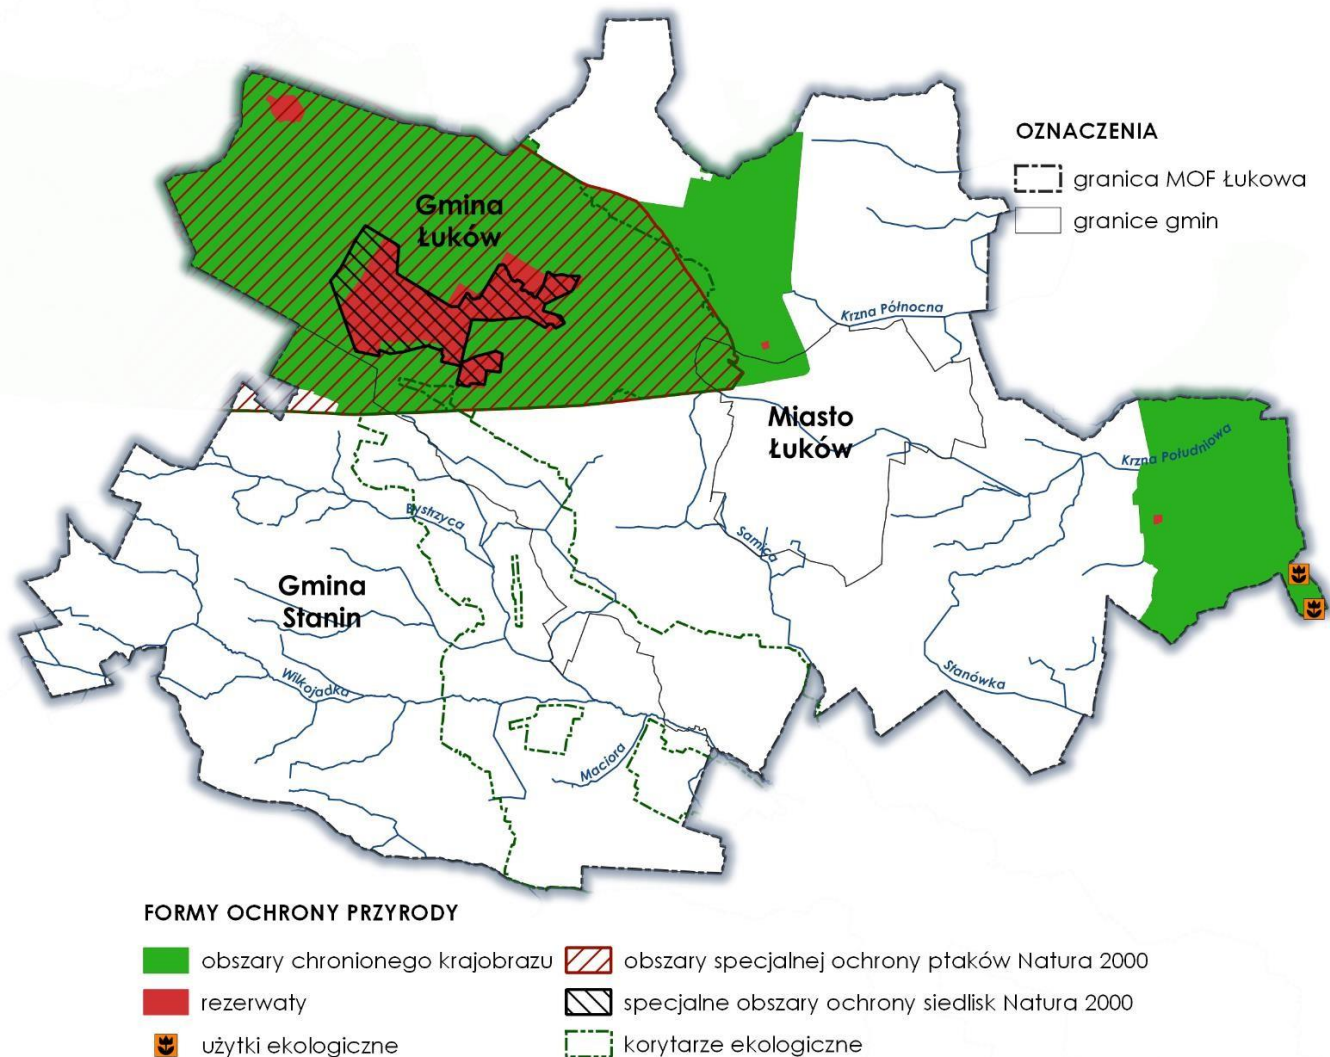 OZNACZENIA
granica MOF Łukowa
granice gmin
Gmina
Łuków
Krzna Północna
Miasto
Łuków
Krzna Południowa
Bystrzyca
Samica
Gmina
Stanin
Stanówka
Wilkojadka
Maciora
FORMY OCHRONY PRZYRODY
obszary chronionego krajobrazu
obszary specjalnej ochrony ptaków Natura 2000
rezerwaty
specjalne obszary ochrony siedlisk Natura 2000
użytki ekologiczne
korytarze ekologiczne